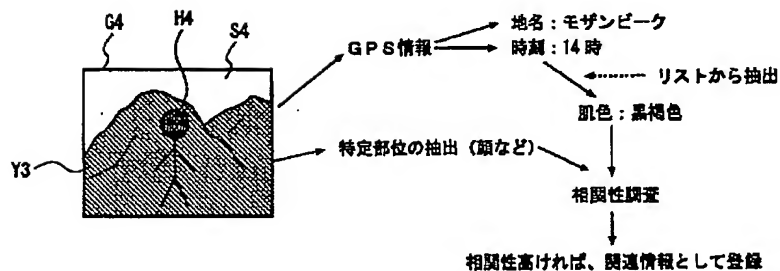 G4
H4
S4
Y3
GPS情報
地名：モザンビーク
時刻：14時
リストから抽出
肌色：黒褐色
特定部位の抽出（顔など）
相関性調査
相関性高ければ、関連情報として登録